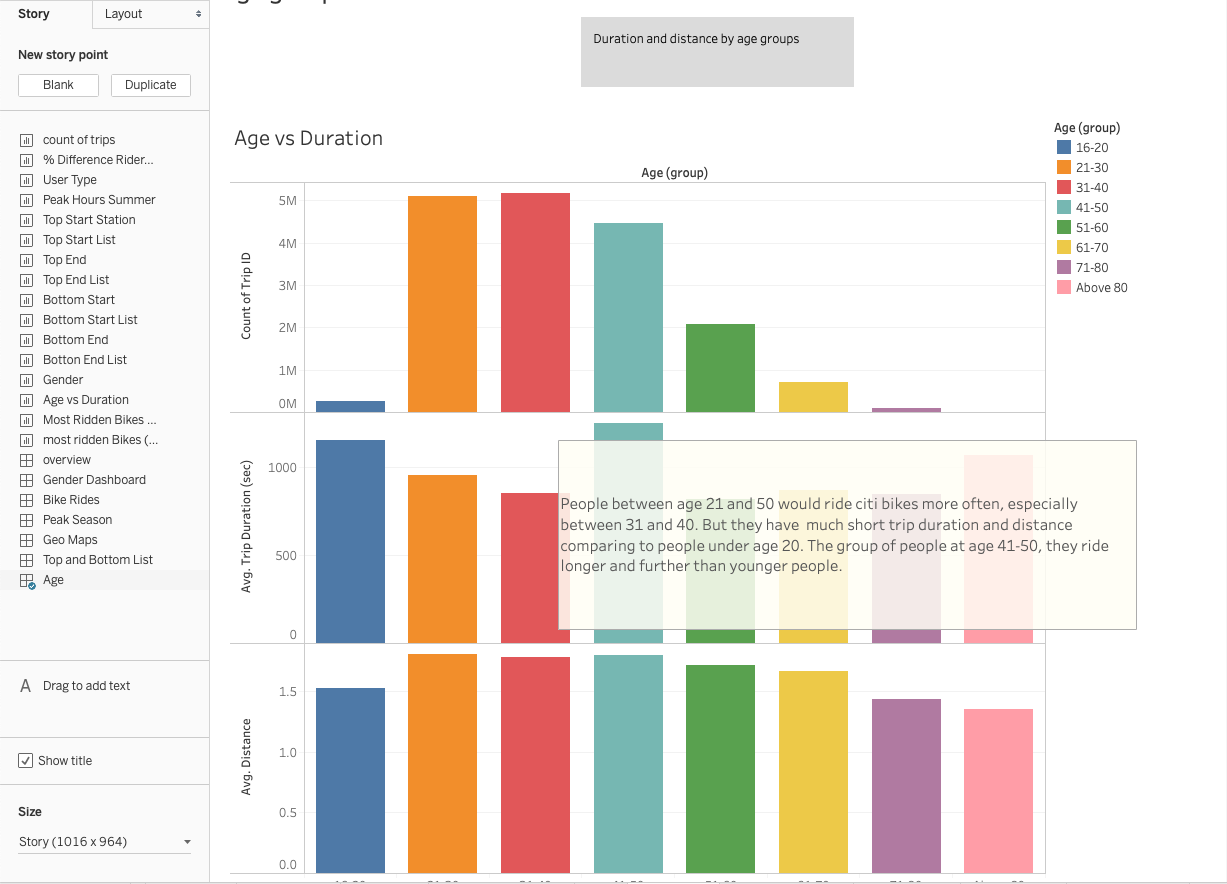 Story
Layout
New story point
Blank
Duplicate
count of trips
% Difference Rider...
User Type
Peak Hours Summer
Top Start Station
Top Start List
Top End
Top End List
Bottom Start
Bottom Start List
Bottom End
Botton End List
Gender
Age vs Duration
Most Ridden Bikes ...
most ridden Bikes (...
overview
Gender Dashboard
Bike Rides
Peak Season
Geo Maps
Top and Bottom List
Age
A Drag to add text
Show title
Size
Story (1016 x 964)
Duration and distance by age groups
Age vs Duration
Age (group)
Count of Trip ID
5M
4M
3M
2M
1M
0M
Avg. Trip Duration (sec)
1000
500
0
People between age 21 and 50 would ride citi bikes more often, especially
between 31 and 40. But they have  much short trip duration and distance
comparing to people under age 20. The group of people at age 41-50, they ride
longer and further than younger people.
Avg. Distance
1.5
1.0
0.5
0.0
Age (group)
16-20
21-30
31-40
41-50
51-60
61-70
71-80
Above 80